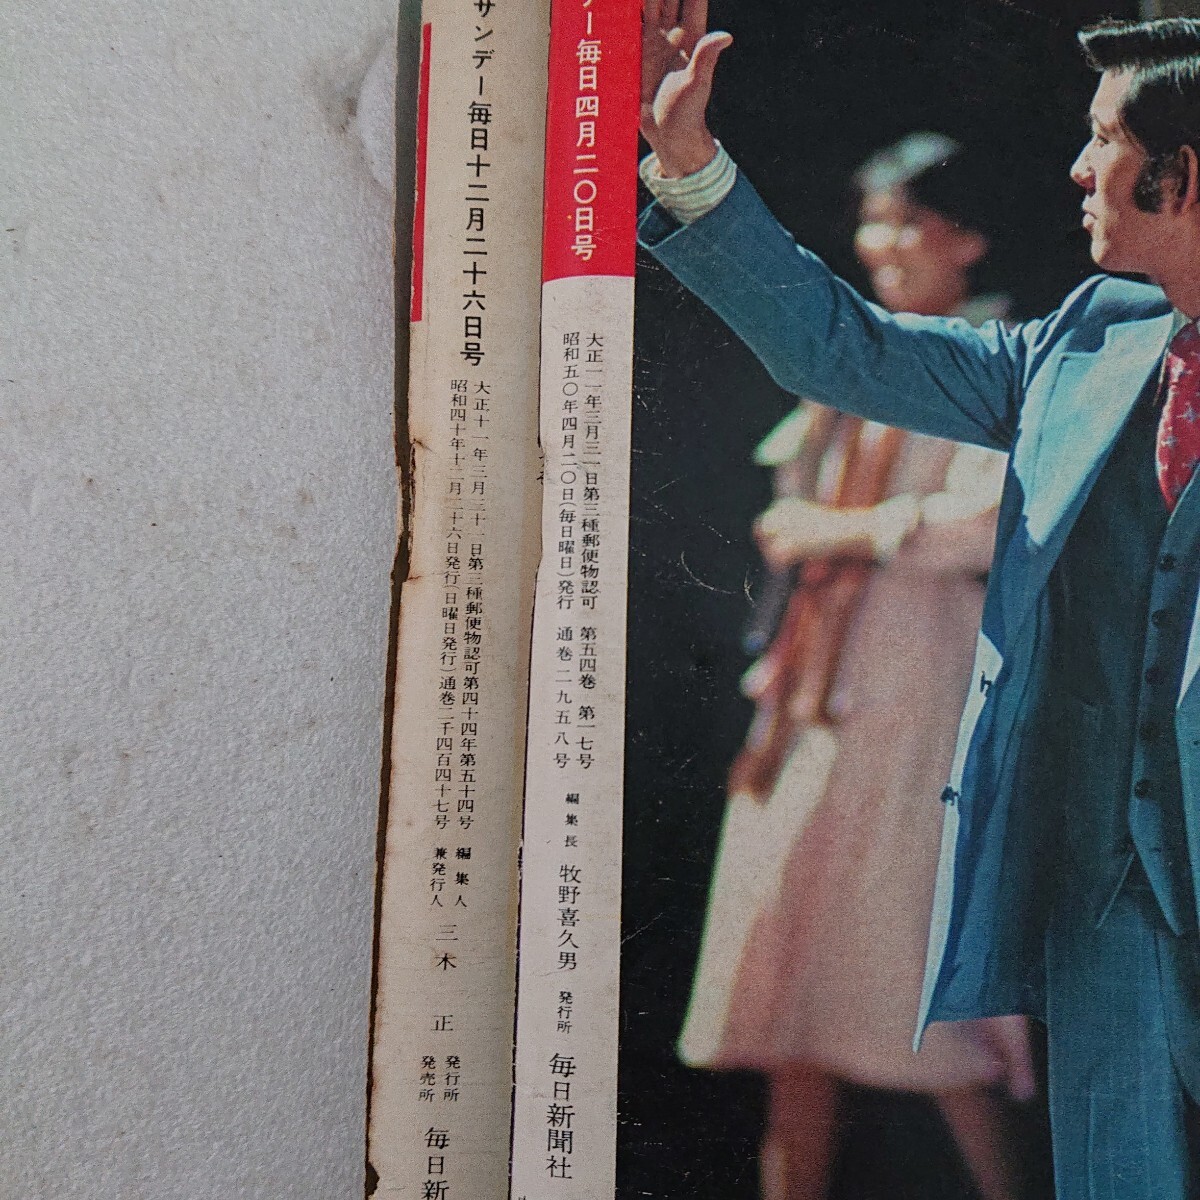 サンデー毎日十二月二十六日号
大正十一年三月三十一日第三種郵便物認可第四十四年第五十四号
昭和四十年十二月二十六日発行(日曜日発行)通巻二千四百四十七号
編集人
兼発行人
三木 正
発行所
発売所
毎日新
デー毎日四月二〇日号
大正一一年三月三一日第三種郵便物認可 第五四巻 第一七号
昭和五〇年四月二〇日(毎日曜日)発行 通巻二九五八号
編集長 牧野喜久男 発行所 毎日新聞社